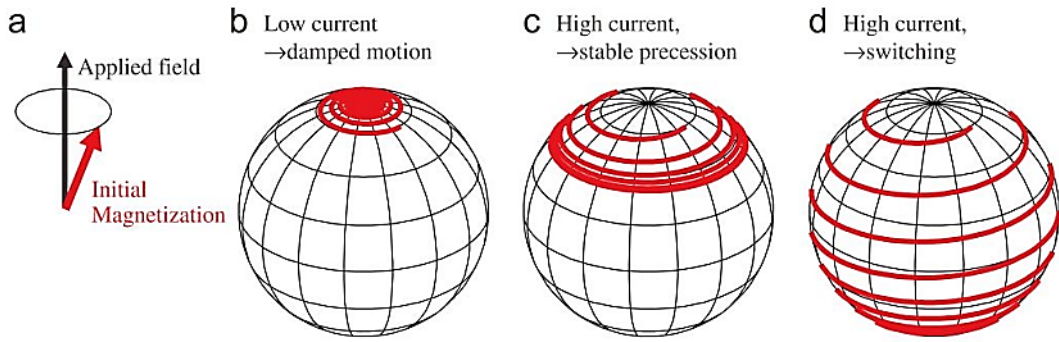 a
Applied field
Initial
Magnetization
b
Low current
→damped motion
c
High current,
→stable precession
d
High current,
→switching